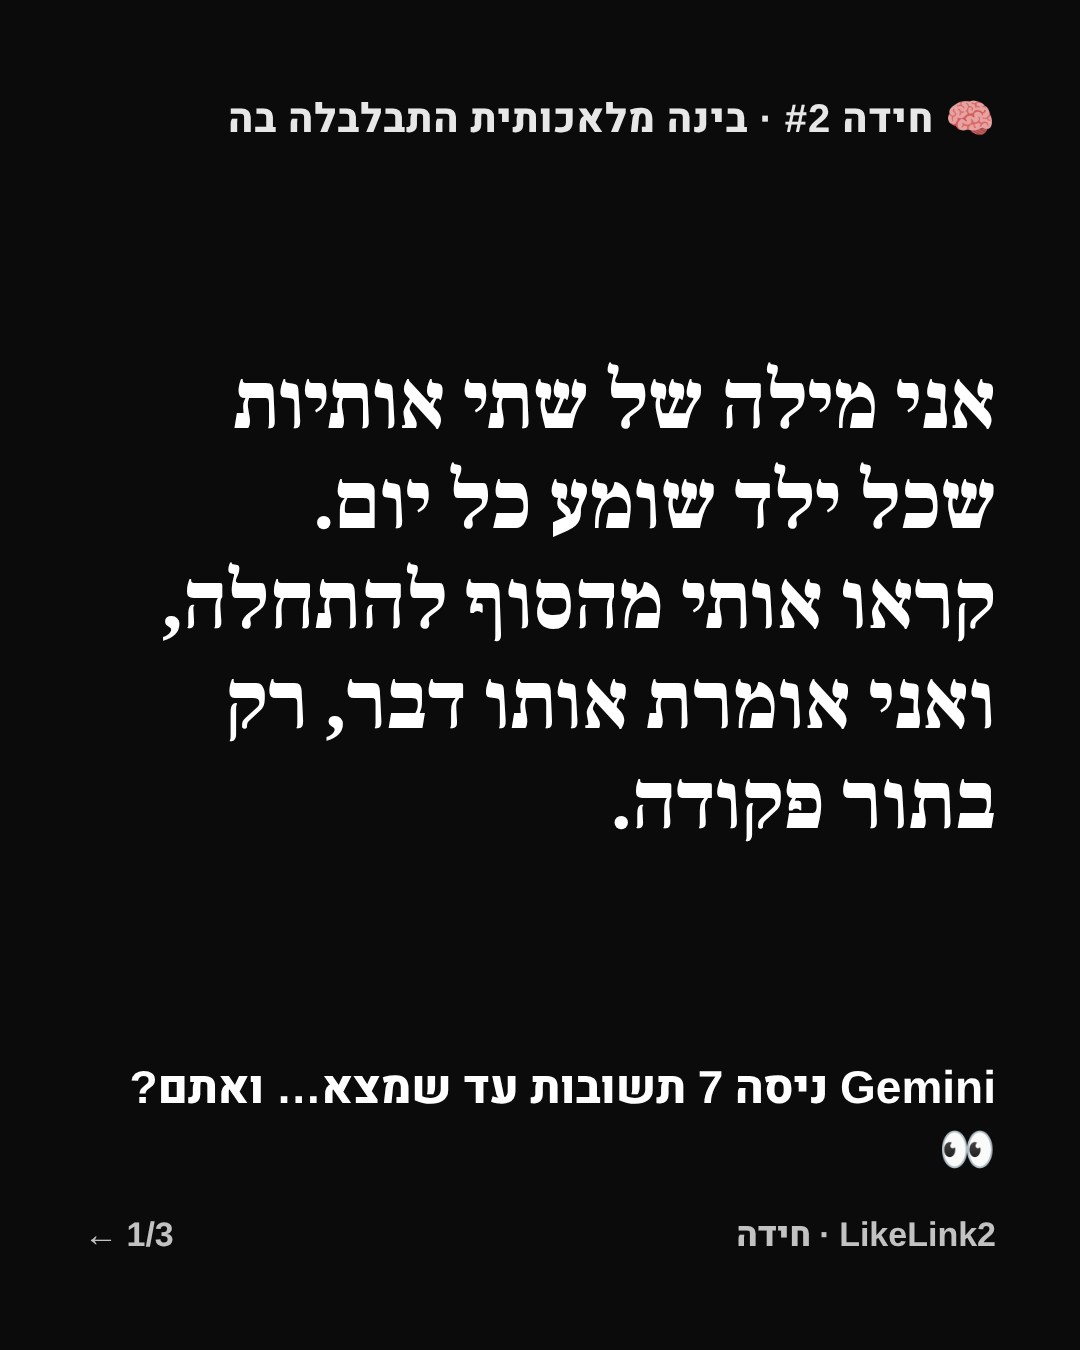 🧠 חידה #2 · בינה מלאכותית התבלבלה בה
אני מילה של שתי אותיות
שכל ילד שומע כל יום.
קראו אותי מהסוף להתחלה,
ואני אומרת אותו דבר, רק
בתור פקודה.
Gemini ניסה 7 תשובות עד שמצא… ואתם?
👀
LikeLink2 · חידה
1/3 ←